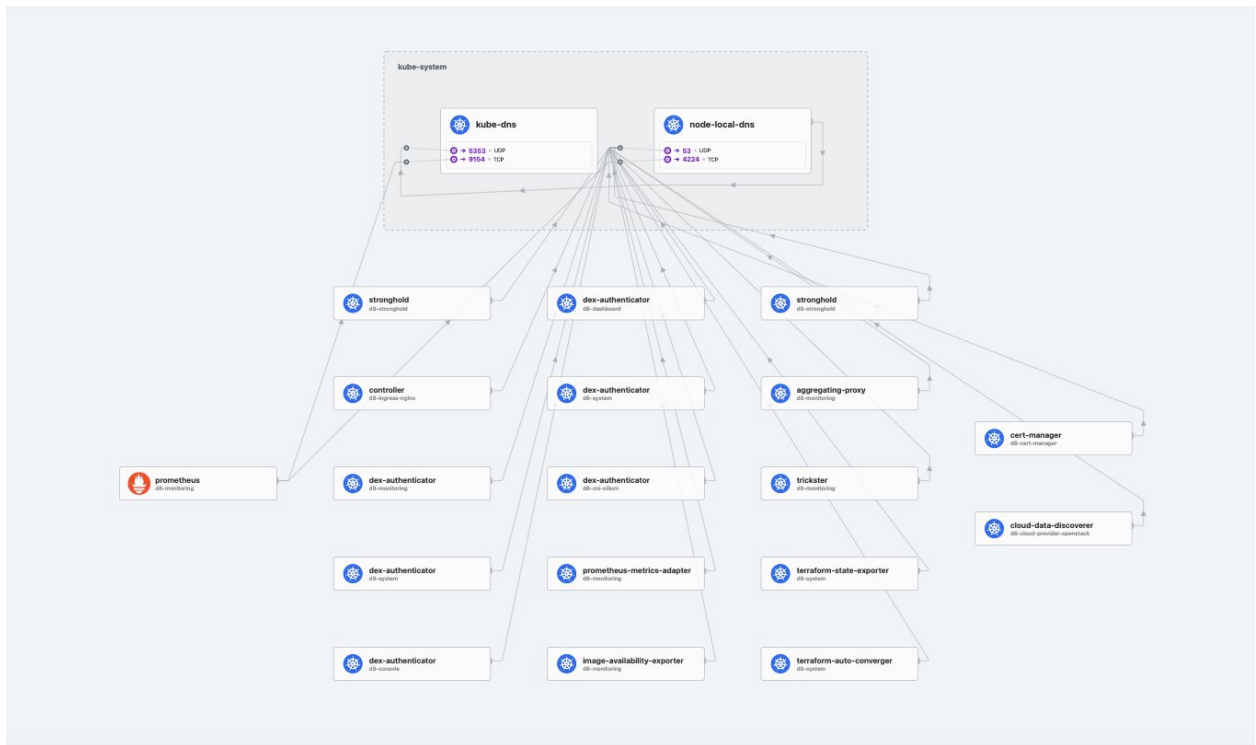 kube-system
kube-dns
→ 5353 • UDP
→ 9154 • TCP
node-local-dns
→ 53 • UDP
→ 4224 • TCP
stronghold
d8-stronghold
dex-authenticator
d8-dashboard
stronghold
d8-stronghold
controller
d8-ingress-nginx
dex-authenticator
d8-system
aggregating-proxy
d8-monitoring
cert-manager
d8-cert-manager
prometheus
d8-monitoring
dex-authenticator
d8-monitoring
dex-authenticator
d8-cni-cilium
trickster
d8-monitoring
cloud-data-discoverer
d8-cloud-provider-openstack
dex-authenticator
d8-system
prometheus-metrics-adapter
d8-monitoring
terraform-state-exporter
d8-system
dex-authenticator
d8-console
image-availability-exporter
d8-monitoring
terraform-auto-converger
d8-system